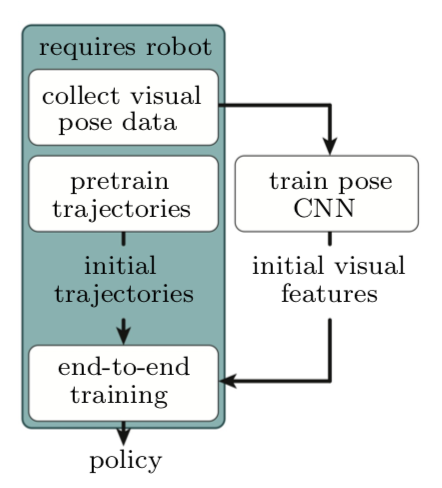 requires robot
collect visual
pose data
pretrain
trajectories
train pose
CNN
initial
trajectories
initial visual
features
end-to-end
training
policy